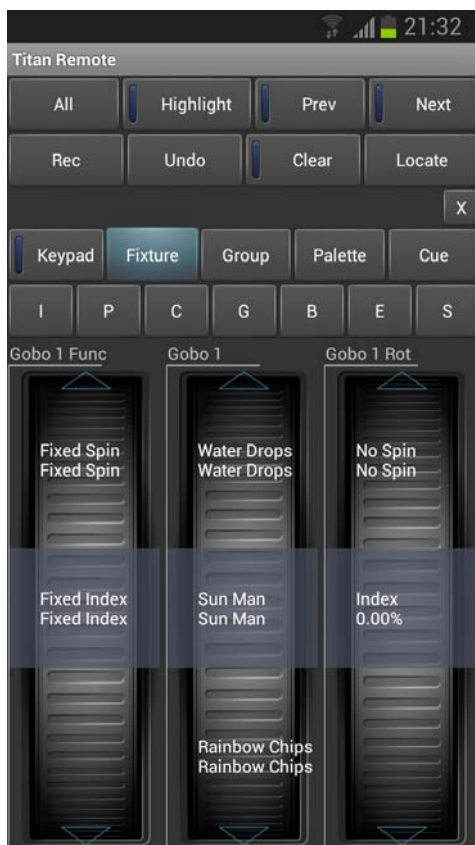 21:32
Titan Remote
All Highlight Prev Next
Rec Undo Clear Locate
X
Keypad Fixture Group Palette Cue
I P C G B E S
Gobo 1 Func Gobo 1 Gobo 1 Rot
Fixed Spin Water Drops No Spin
Fixed Spin Water Drops No Spin
Fixed Index Sun Man Index
Fixed Index Sun Man 0.00%
Rainbow Chips
Rainbow Chips